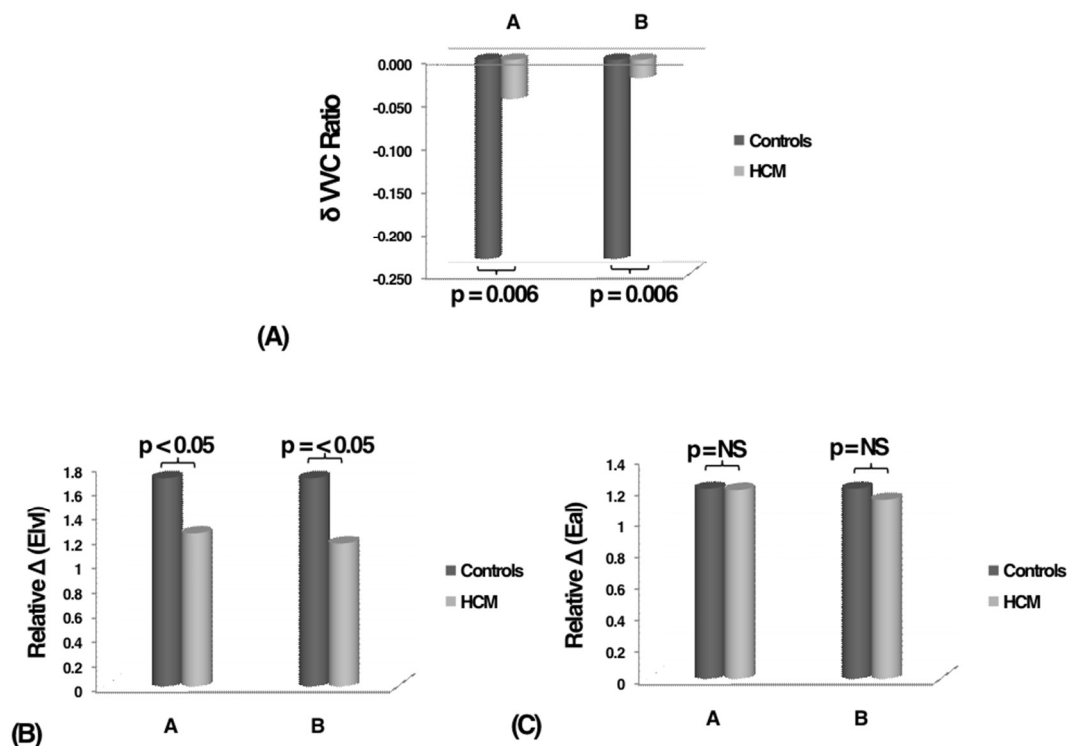 A B
0.000
-0.050
-0.100
-0.150
-0.200
-0.250
δ VVC Ratio
Controls
HCM
p = 0.006 p = 0.006
(A)
p < 0.05 p = < 0.05
1.8
1.6
1.4
1.2
1
0.8
0.6
0.4
0.2
0
Relative Δ (Elvl)
Controls
HCM
A B
(B)
p = NS p = NS
1.4
1.2
1
0.8
0.6
0.4
0.2
0
Relative Δ (Eal)
Controls
HCM
A B
(C)